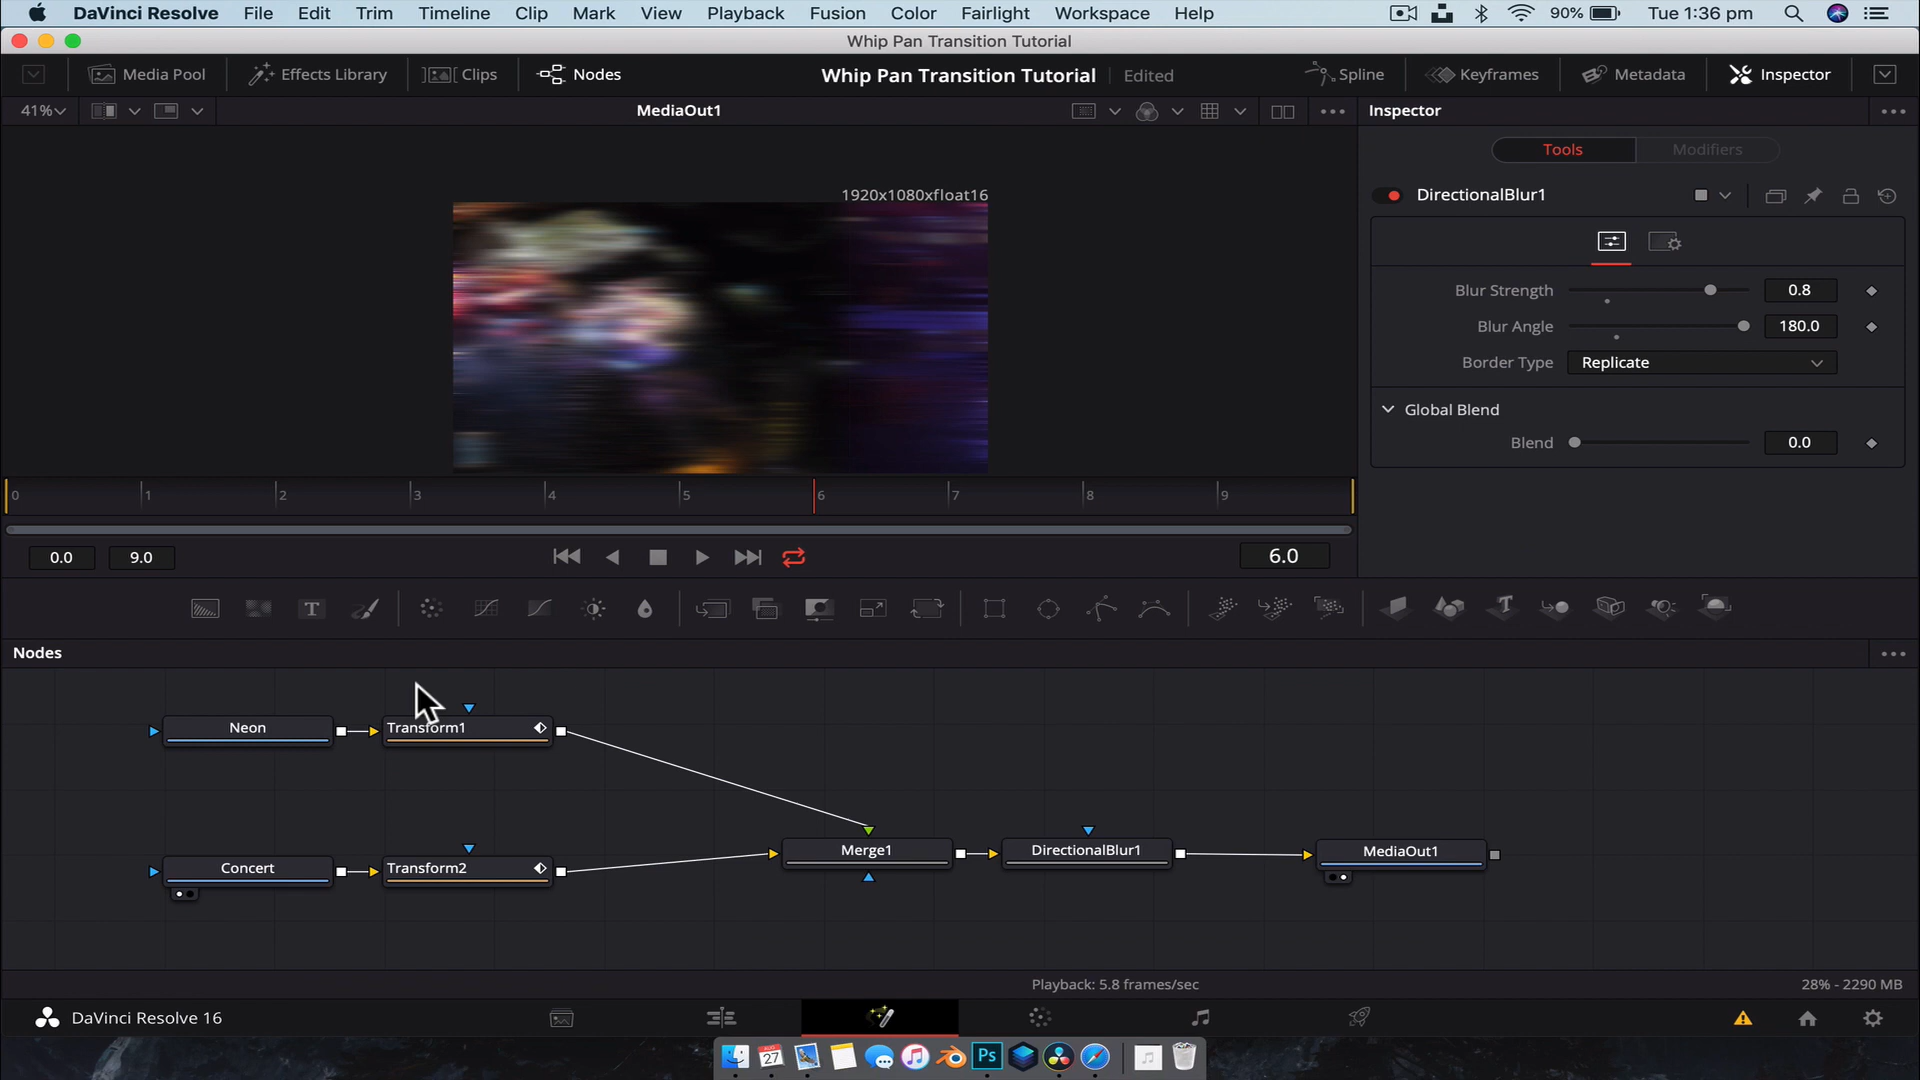 DaVinci Resolve File Edit Trim Timeline Clip Mark View Playback Fusion Color Fairlight Workspace Help 90% Tue 1:36 pm
Whip Pan Transition Tutorial
Media Pool Effects Library Clips Nodes Whip Pan Transition Tutorial Edited Spline Keyframes Metadata Inspector
41% MediaOut1 Inspector
Tools Modifiers
1920x1080xfloat16
DirectionalBlur1
Blur Strength 0.8
Blur Angle 180.0
Border Type Replicate
Global Blend
Blend 0.0
0 1 2 3 4 5 6 7 8 9
0.0 9.0 6.0
T T
Nodes
Neon Transform1
Merge1 DirectionalBlur1 MediaOut1
Concert Transform2
Playback: 5.8 frames/sec 28% - 2290 MB
DaVinci Resolve 16
AUG
27
Ps